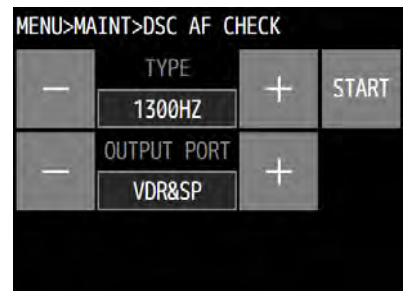 MENU>MAINT>DSC AF CHECK
TYPE
− 1300HZ + START
OUTPUT PORT
− VDR&SP +